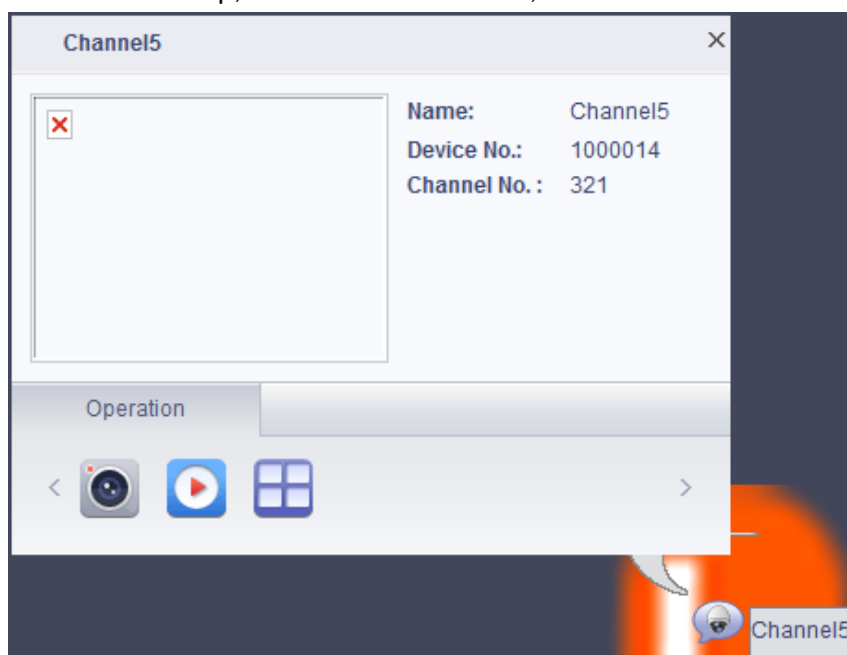 Channel5
Name: Channel5
Device No.: 1000014
Channel No. : 321
Operation
Channel5